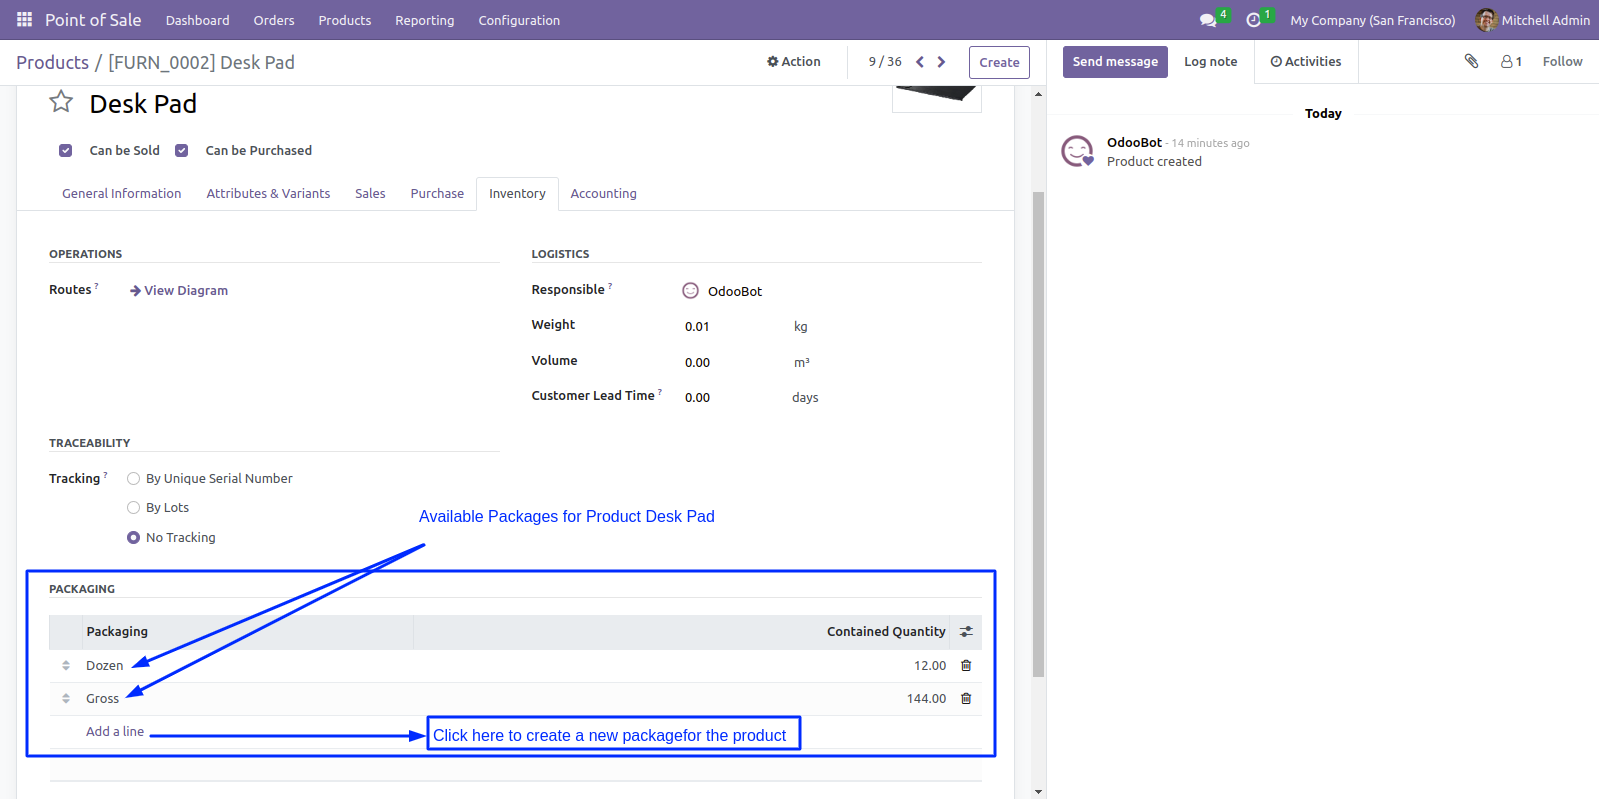 Point of Sale Dashboard Orders Products Reporting Configuration 4 1 My Company (San Francisco) Mitchell Admin
Products / [FURN_0002] Desk Pad Action 9 / 36 Create Send message Log note Activities 1 Follow
Desk Pad
Can be Sold Can be Purchased
General Information Attributes & Variants Sales Purchase Inventory Accounting
OPERATIONS
Routes ? View Diagram
LOGISTICS
Responsible ? OdooBot
Weight 0.01 kg
Volume 0.00 m³
Customer Lead Time ? 0.00 days
TRACEABILITY
Tracking ? By Unique Serial Number
By Lots
No Tracking
Available Packages for Product Desk Pad
PACKAGING
Packaging Contained Quantity
Dozen 12.00
Gross 144.00
Add a line Click here to create a new packagefor the product
Today
OdooBot - 14 minutes ago
Product created